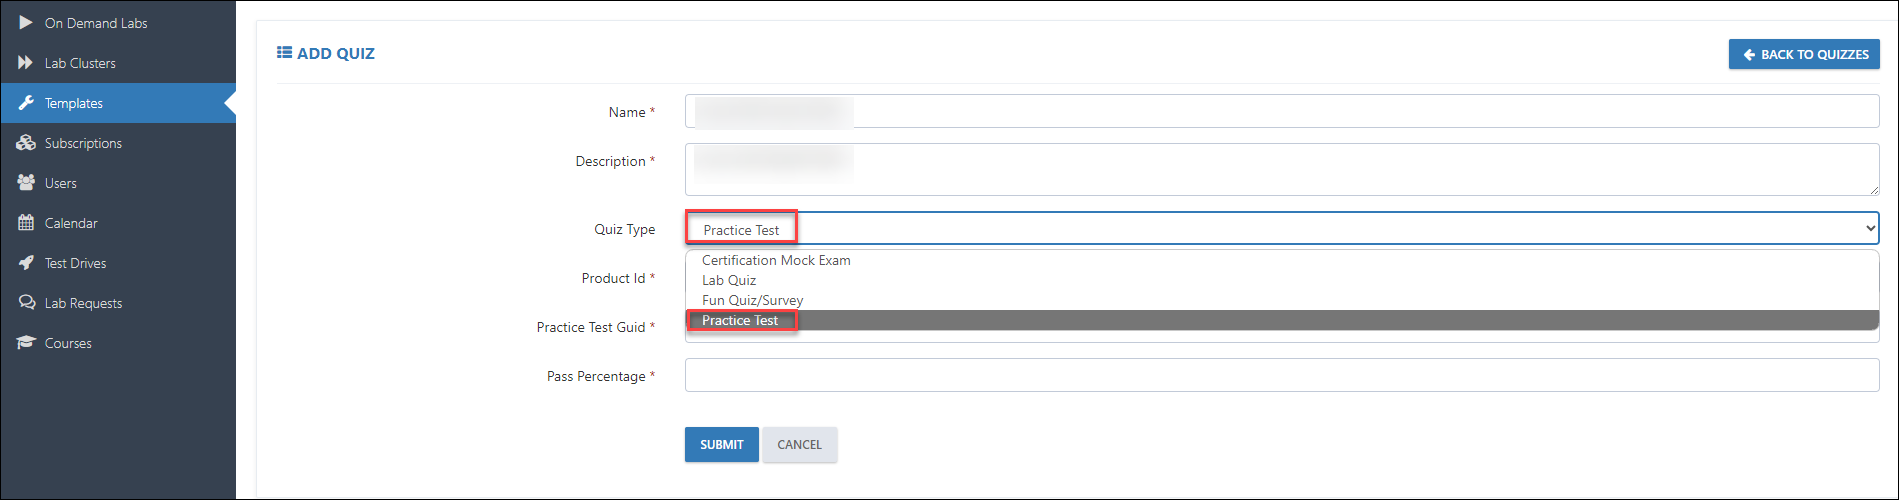 On Demand Labs
Lab Clusters
Templates
Subscriptions
Users
Calendar
Test Drives
Lab Requests
Courses
ADD QUIZ
BACK TO QUIZZES
Name *
Description *
Quiz Type
Practice Test
Certification Mock Exam
Lab Quiz
Fun Quiz/Survey
Practice Test
Product Id *
Practice Test Guid *
Pass Percentage *
SUBMIT
CANCEL